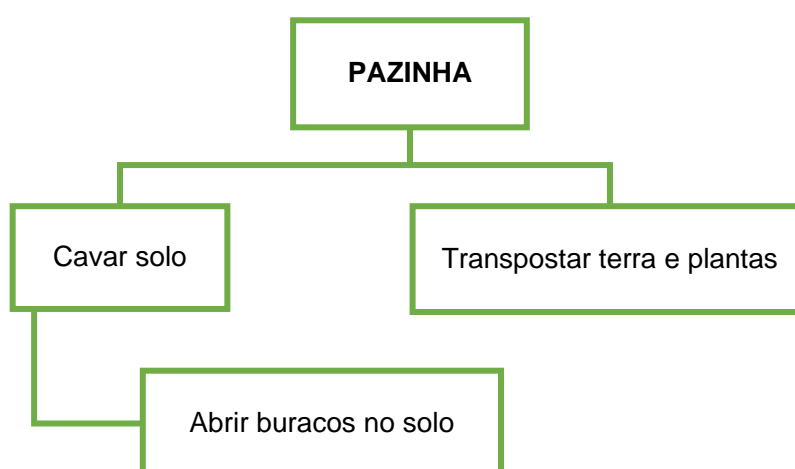 PAZINHA
Cavar solo
Transpostar terra e plantas
Abrir buracos no solo